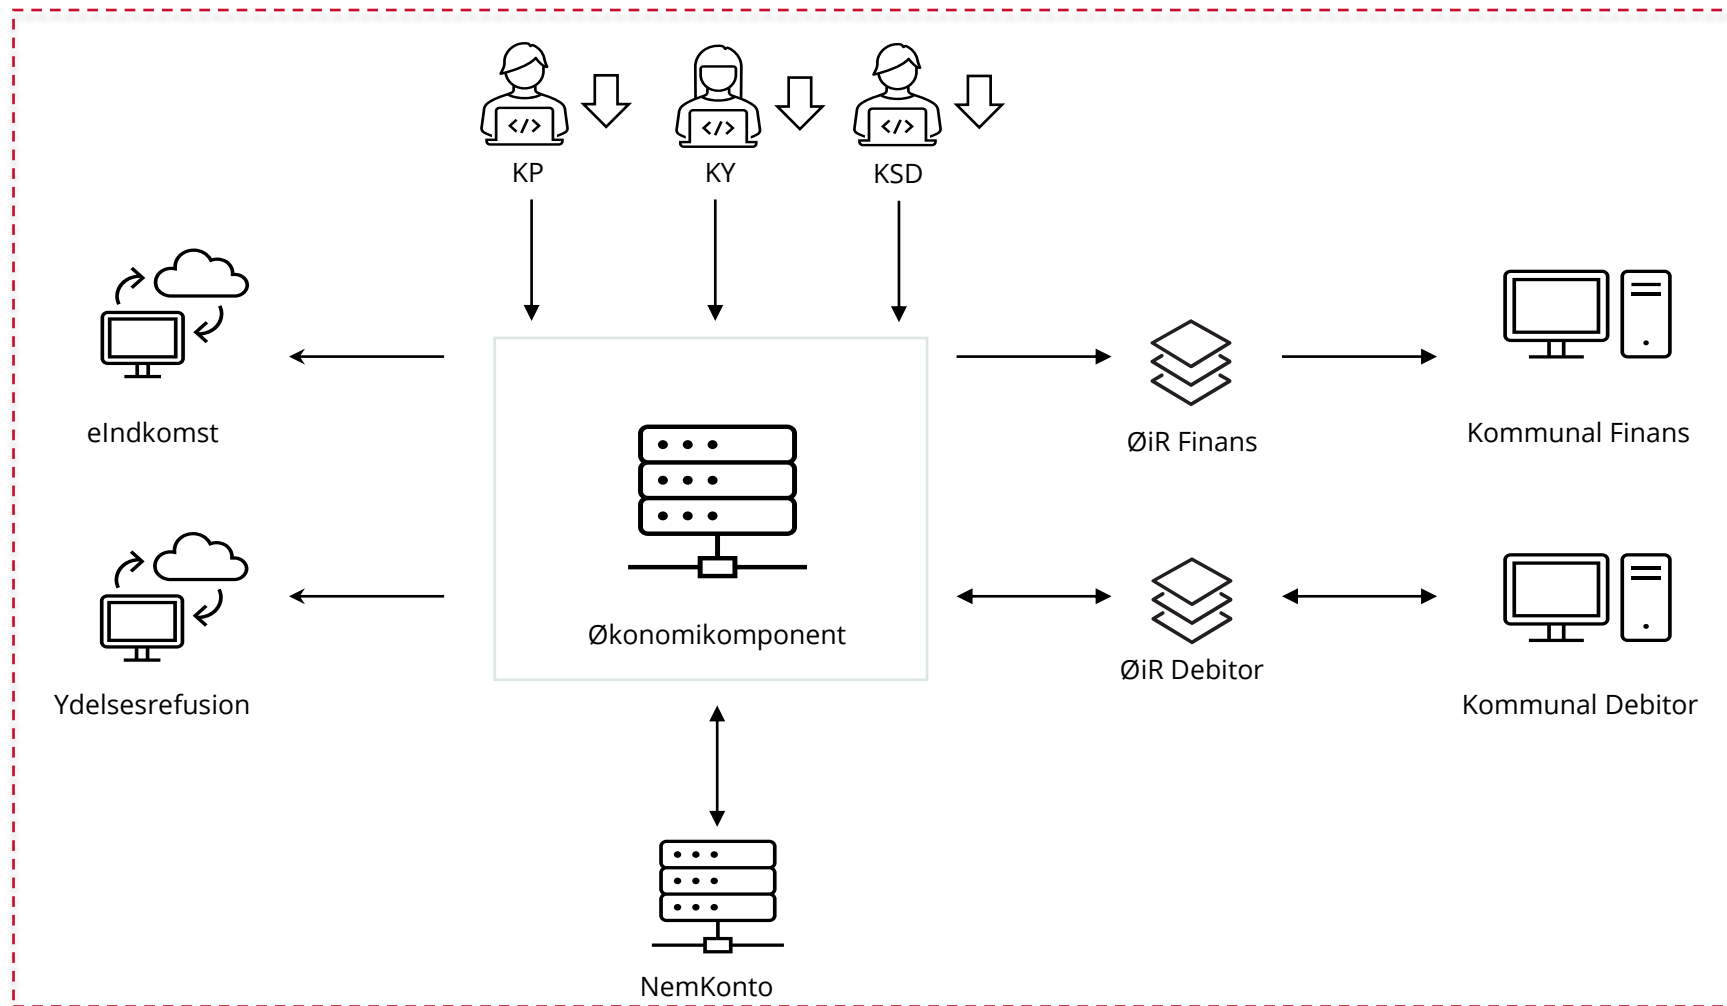 KP
KY
KSD
eIndkomst
ØiR Finans
Kommunal Finans
Økonomikomponent
ØiR Debitor
Ydelsesrefusion
Kommunal Debitor
NemKonto